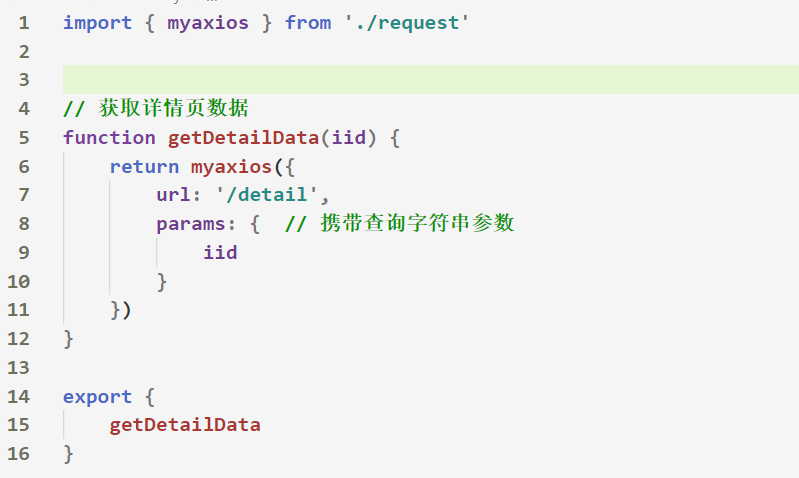 1 import { myaxios } from './request'
2
3
4 // 获取详情页数据
5 function getDetailData(iid) {
6     return myaxios({
7         url: '/detail',
8         params: {  // 携带查询字符串参数
9             iid
10         }
11     })
12 }
13
14 export {
15     getDetailData
16 }